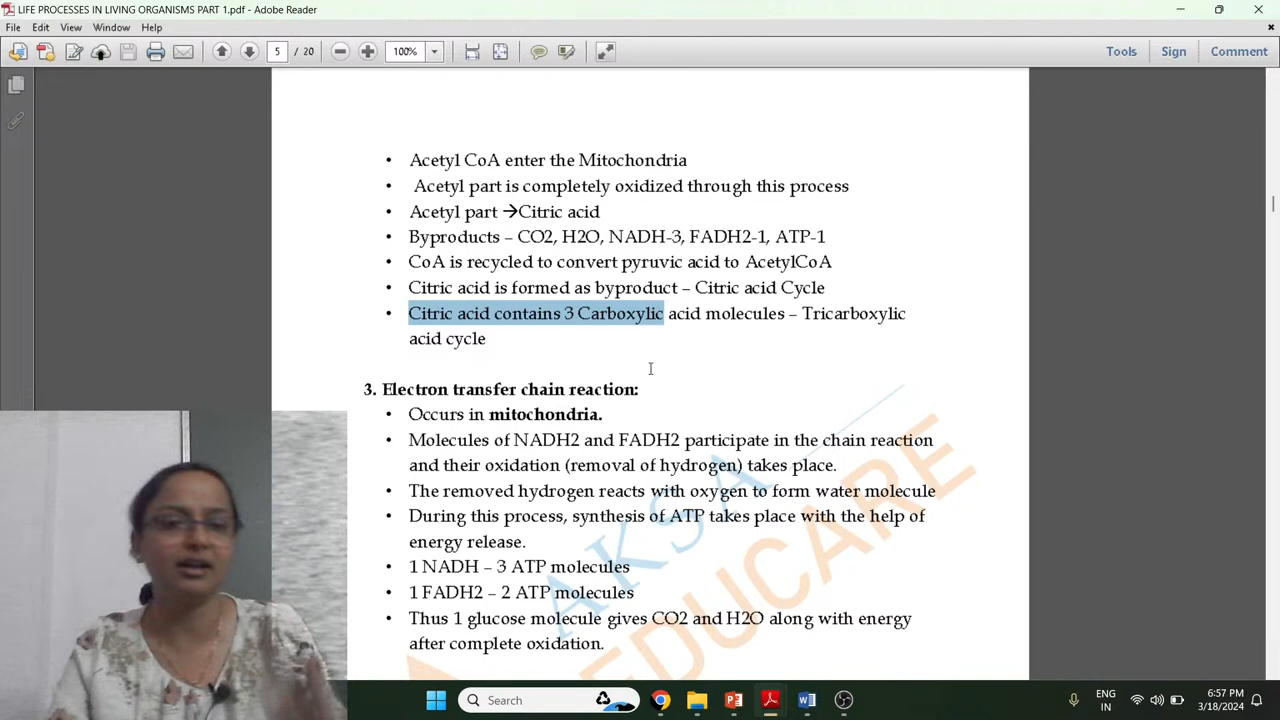 LIFE PROCESSES IN LIVING ORGANISMS PART 1.pdf - Adobe Reader
File Edit View Window Help
5 / 20 100% Tools Sign Comment
• Acetyl CoA enter the Mitochondria
• Acetyl part is completely oxidized through this process
• Acetyl part →Citric acid
• Byproducts – CO2, H2O, NADH-3, FADH2-1, ATP-1
• CoA is recycled to convert pyruvic acid to AcetylCoA
• Citric acid is formed as byproduct – Citric acid Cycle
• Citric acid contains 3 Carboxylic acid molecules – Tricarboxylic
acid cycle
3. Electron transfer chain reaction:
• Occurs in mitochondria.
• Molecules of NADH2 and FADH2 participate in the chain reaction
and their oxidation (removal of hydrogen) takes place.
• The removed hydrogen reacts with oxygen to form water molecule
• During this process, synthesis of ATP takes place with the help of
energy release.
• 1 NADH – 3 ATP molecules
• 1 FADH2 – 2 ATP molecules
• Thus 1 glucose molecule gives CO2 and H2O along with energy
after complete oxidation.
AKSA
EDUCARE
Search
ENG
IN
6:57 PM
3/18/2024